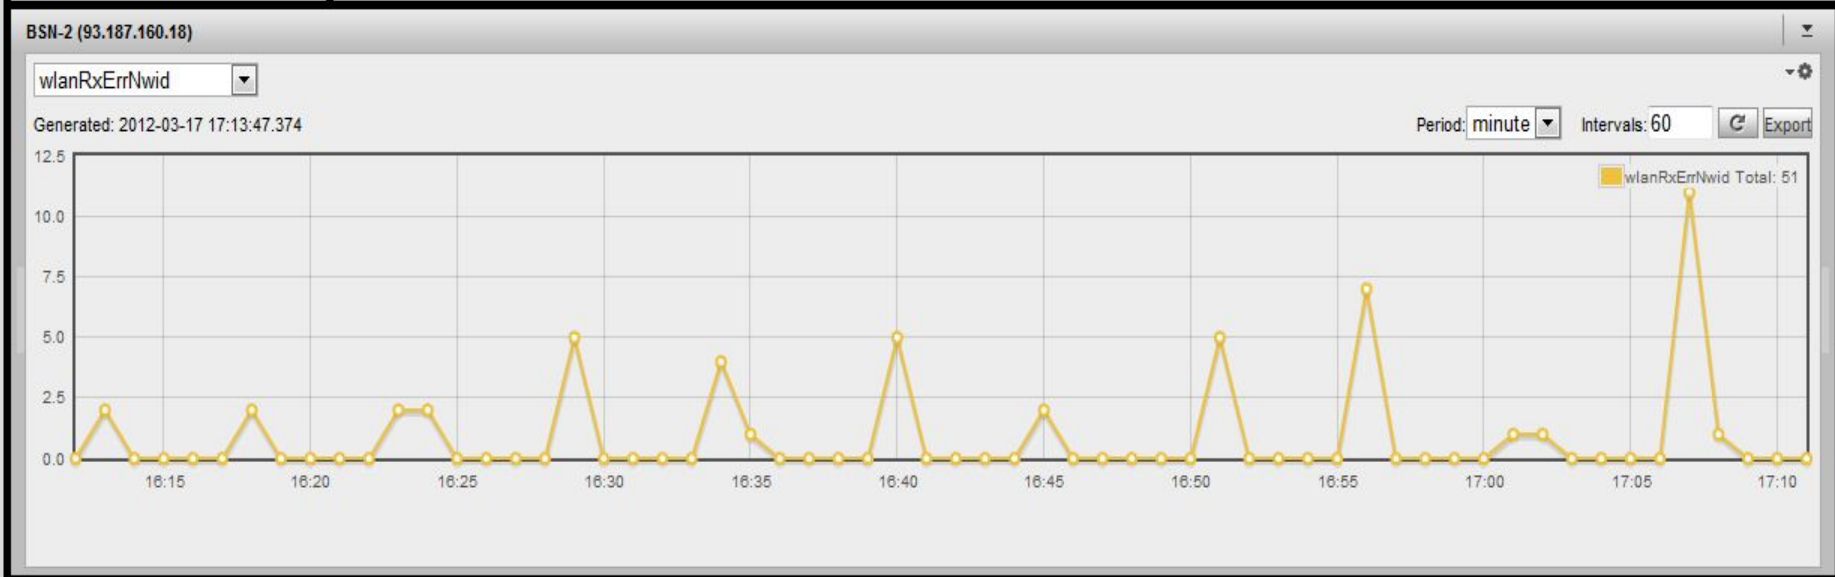 BSN-2 (93.187.160.18)
wlanRxErrNwid
Generated: 2012-03-17 17:13:47.374
Period: minute Intervals: 60 Export
wlanRxErrNwid Total: 51
12.5
10.0
7.5
5.0
2.5
0.0
16:15 16:20 16:25 16:30 16:35 16:40 16:45 16:50 16:55 17:00 17:05 17:10